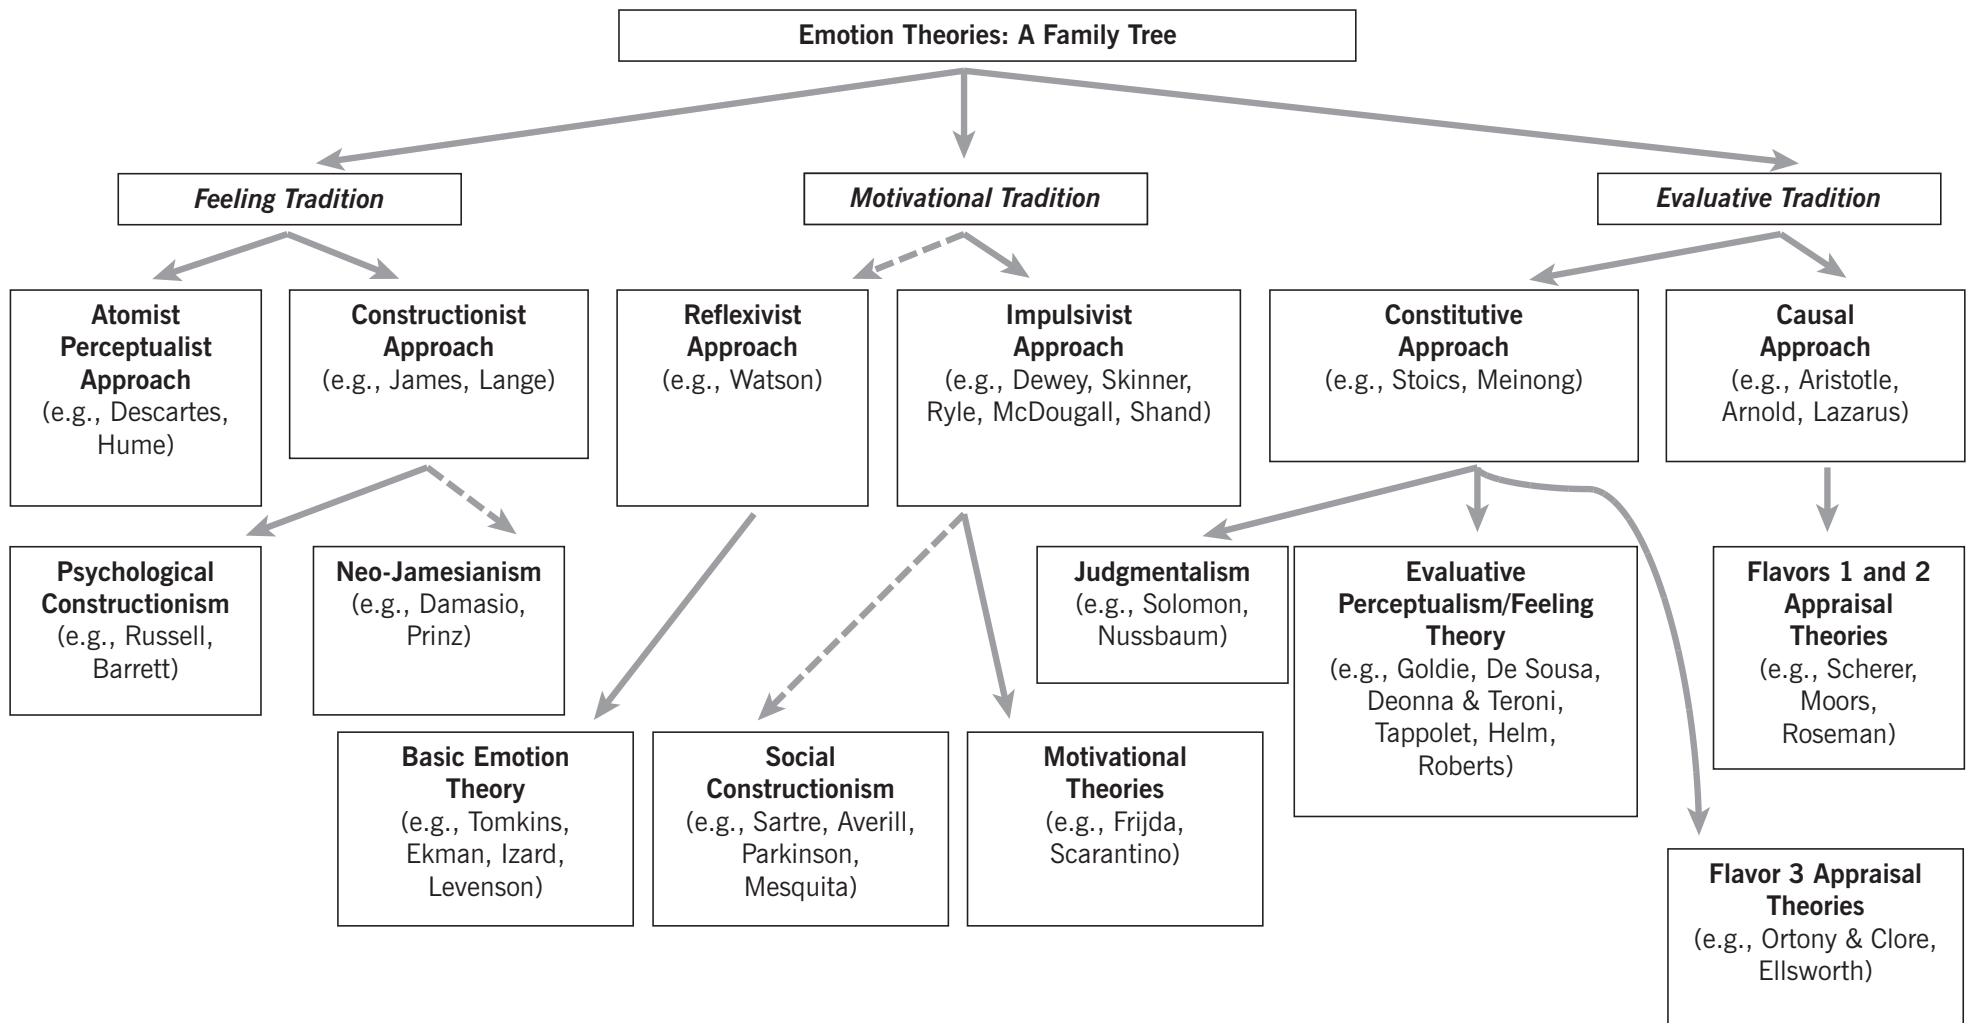 Emotion Theories: A Family Tree
Feeling Tradition
Motivational Tradition
Evaluative Tradition
Atomist
Perceptualist
Approach
(e.g., Descartes,
Hume)
Constructionist
Approach
(e.g., James, Lange)
Reflexivist
Approach
(e.g., Watson)
Impulsivist
Approach
(e.g., Dewey, Skinner,
Ryle, McDougall, Shand)
Constitutive
Approach
(e.g., Stoics, Meinong)
Causal
Approach
(e.g., Aristotle,
Arnold, Lazarus)
Psychological
Constructionism
(e.g., Russell,
Barrett)
Neo-Jamesianism
(e.g., Damasio,
Prinz)
Judgmentalism
(e.g., Solomon,
Nussbaum)
Evaluative
Perceptualism/Feeling
Theory
(e.g., Goldie, De Sousa,
Deonna & Teroni,
Tappolet, Helm,
Roberts)
Flavors 1 and 2
Appraisal
Theories
(e.g., Scherer,
Moors,
Roseman)
Basic Emotion
Theory
(e.g., Tomkins,
Ekman, Izard,
Levenson)
Social
Constructionism
(e.g., Sartre, Averill,
Parkinson,
Mesquita)
Motivational
Theories
(e.g., Frijda,
Scarantino)
Flavor 3 Appraisal
Theories
(e.g., Ortony & Clore,
Ellsworth)